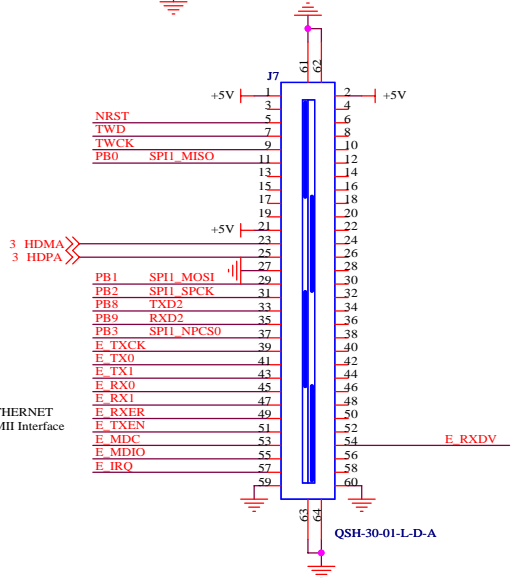 61 62
J7
+5V 1 2 +5V
3 4
NRST 5 6
TWD 7 8
TWCK 9 10
PB0 SPI1_MISO 11 12
13 14
15 16
17 18
19 20
+5V 21 22
3 HDMA 23 24
3 HDPA 25 26
27 28
PB1 SPI1_MOSI 29 30
PB2 SPI1_SPCK 31 32
PB8 TXD2 33 34
PB9 RXD2 35 36
PB3 SPI1_NPCS0 37 38
E_TXCK 39 40
E_TX0 41 42
E_TX1 43 44
E_RX0 45 46
E_RX1 47 48
HERNET E_RXER 49 50
MII Interface E_TXEN 51 52
E_MDC 53 54 E_RXDV
E_MDIO 55 56
E_IRQ 57 58
59 60
63 64
QSH-30-01-L-D-A